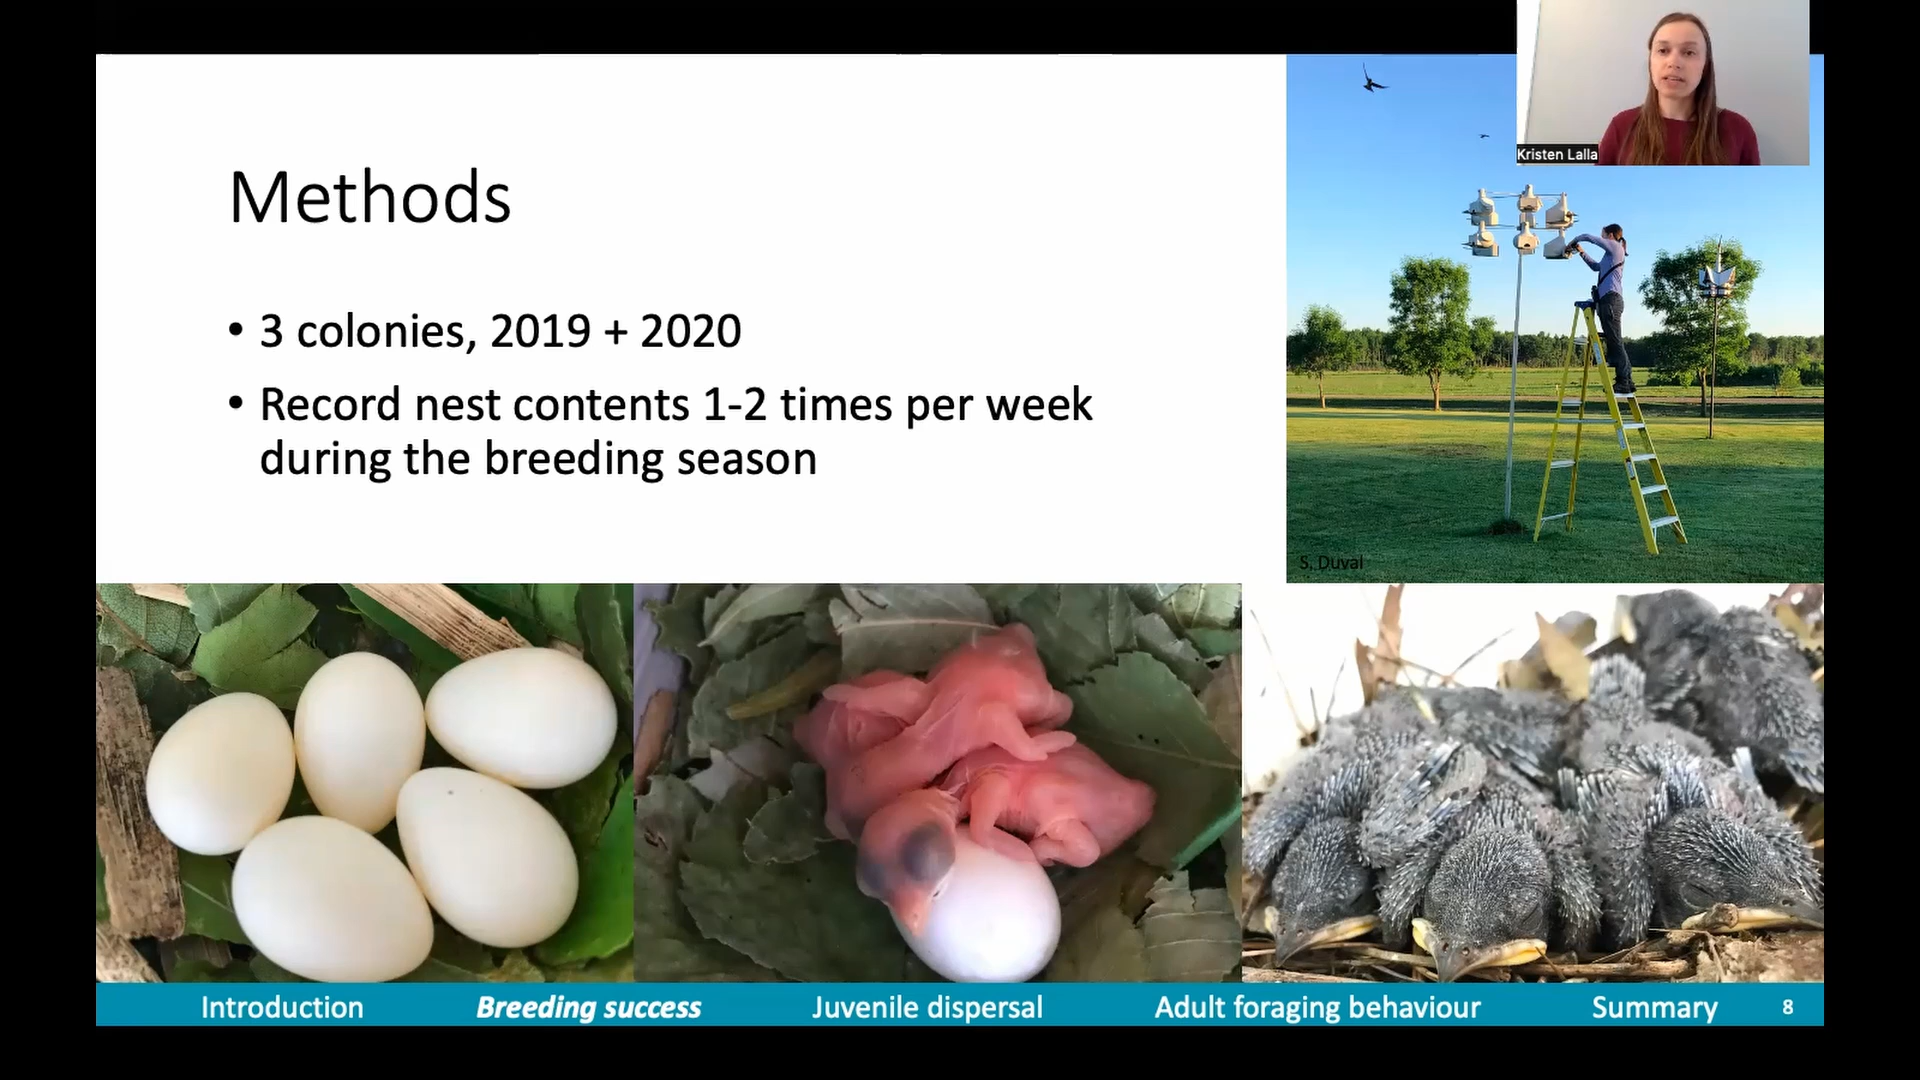 Kristen Lalla
Methods
• 3 colonies, 2019 + 2020
• Record nest contents 1-2 times per week
during the breeding season
S. Duval
Introduction Breeding success Juvenile dispersal Adult foraging behaviour Summary 8